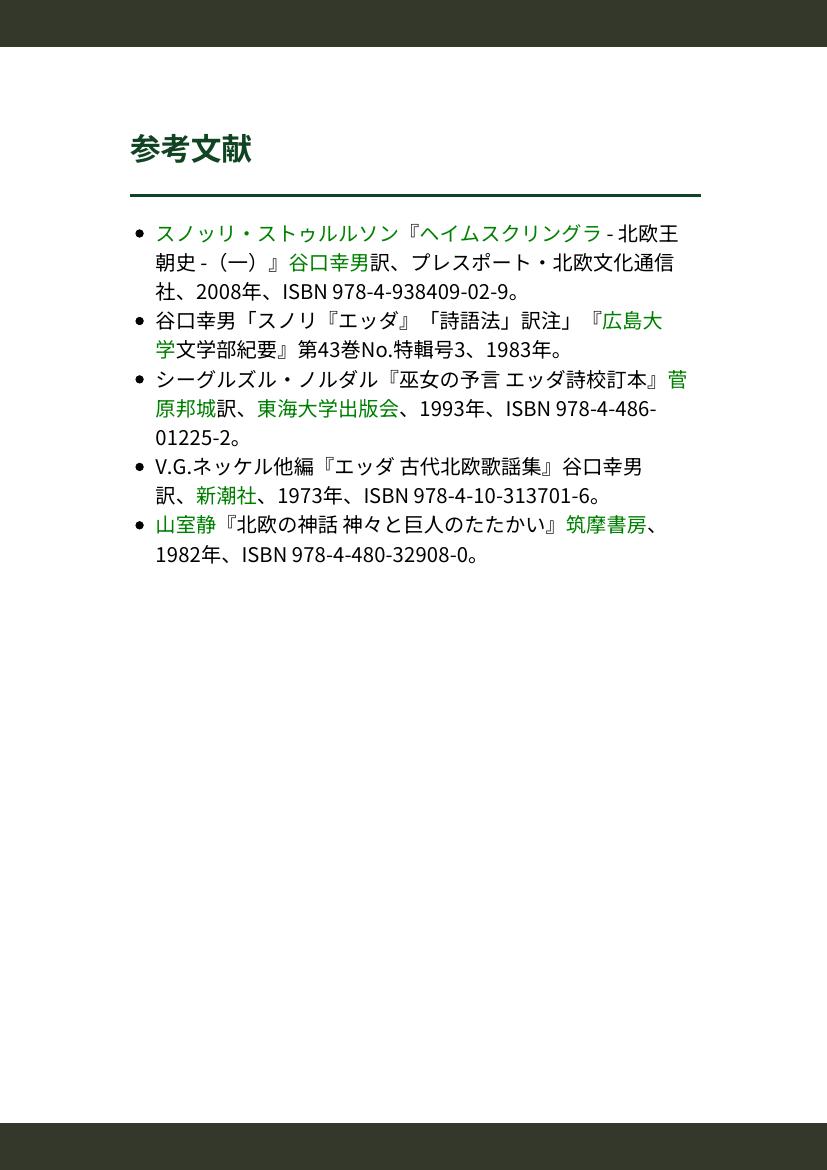 参考文献
スノッリ・ストゥルルソン『ヘイムスクリングラ - 北欧王
朝史 -（一）』谷口幸男訳、プレスポート・北欧文化通信
社、2008年、ISBN 978-4-938409-02-9。
谷口幸男「スノリ『エッダ』「詩語法」訳注」『広島大
学文学部紀要』第43巻No.特輯号3、1983年。
シーグルズル・ノルダル『巫女の予言 エッダ詩校訂本』菅
原邦城訳、東海大学出版会、1993年、ISBN 978-4-486-
01225-2。
V.G.ネッケル他編『エッダ 古代北欧歌謡集』谷口幸男
訳、新潮社、1973年、ISBN 978-4-10-313701-6。
山室静『北欧の神話 神々と巨人のたたかい』筑摩書房、
1982年、ISBN 978-4-480-32908-0。